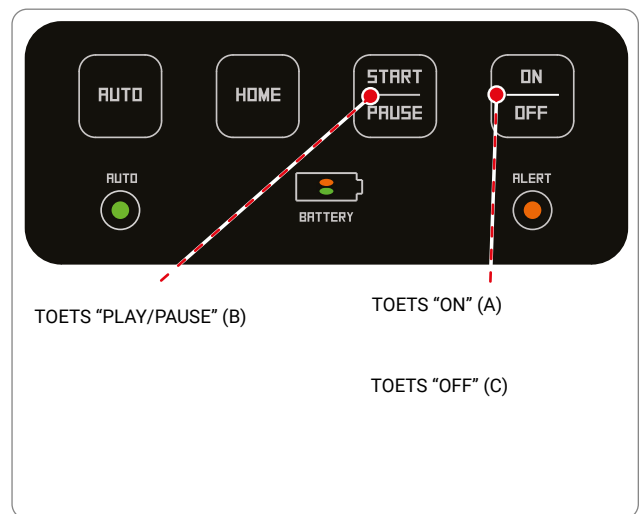 AUTO
HOME
START
PAUSE
ON
OFF
AUTO
BATTERY
ALERT
TOETS “PLAY/PAUSE” (B)
TOETS “ON” (A)
TOETS “OFF” (C)